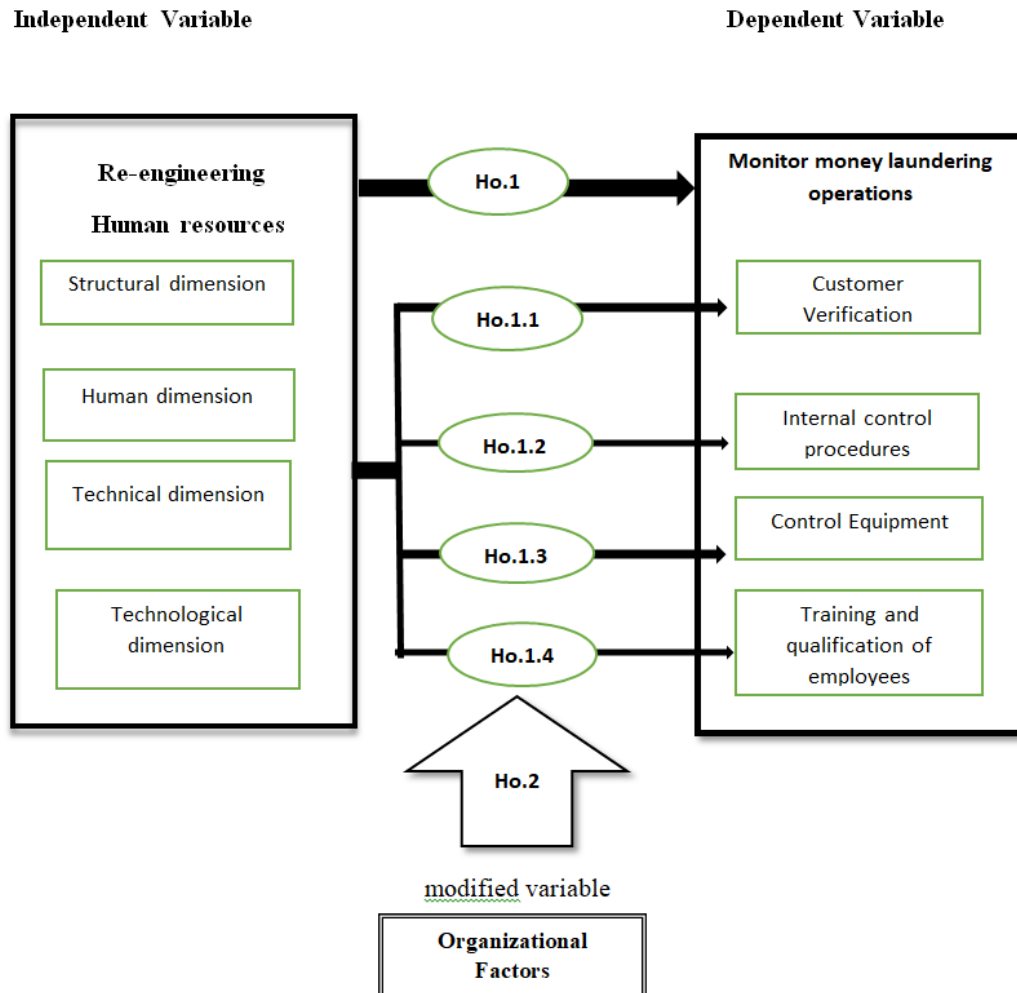 Independent Variable
Dependent Variable
Re-engineering
Human resources
Structural dimension
Human dimension
Technical dimension
Technological
dimension
Ho.1
Ho.1.1
Ho.1.2
Ho.1.3
Ho.1.4
Ho.2
Monitor money laundering
operations
Customer
Verification
Internal control
procedures
Control Equipment
Training and
qualification of
employees
modified variable
Organizational
Factors